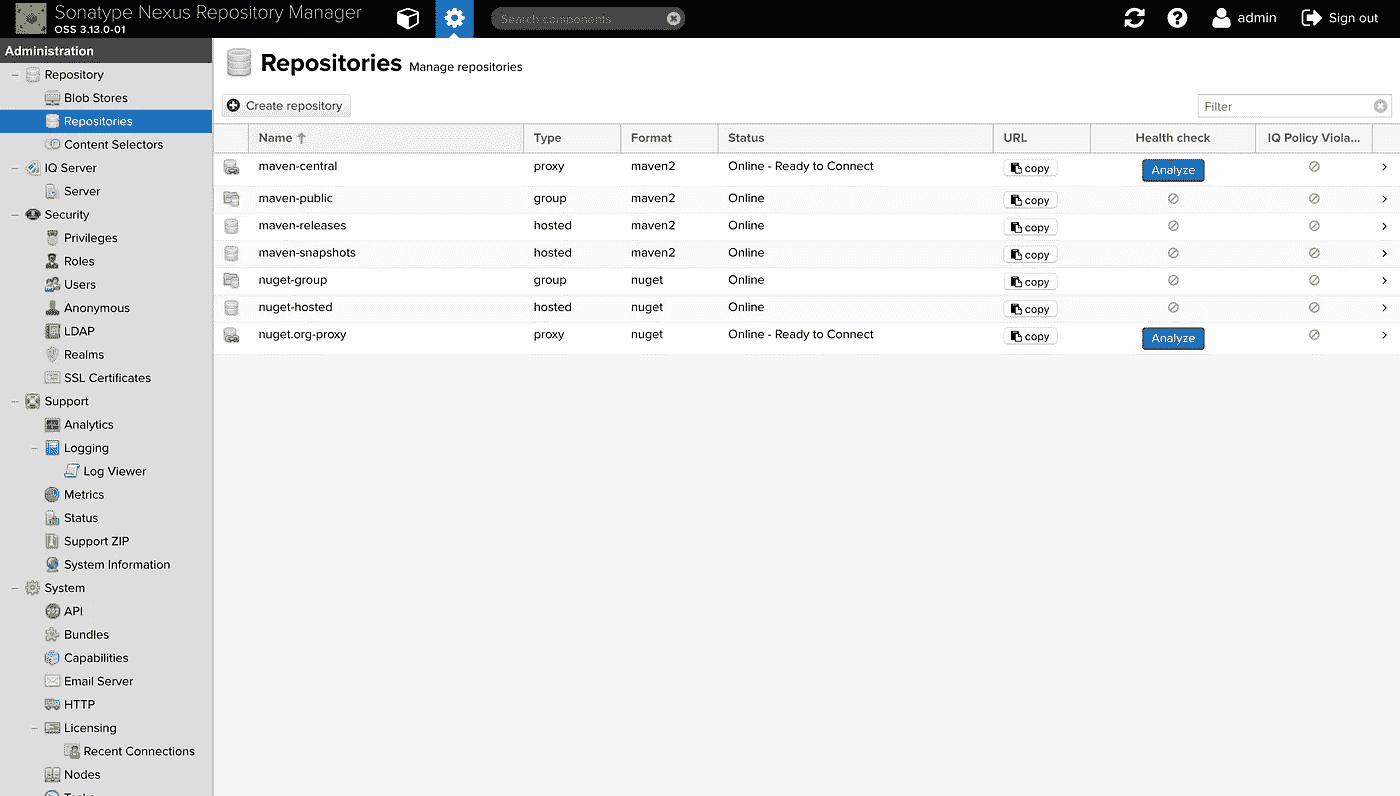 Sonatype Nexus Repository Manager
OSS 3.13.0-01
Search components
admin
Sign out
Administration
Repository
Blob Stores
Repositories
Content Selectors
IQ Server
Server
Security
Privileges
Roles
Users
Anonymous
LDAP
Realms
SSL Certificates
Support
Analytics
Logging
Log Viewer
Metrics
Status
Support ZIP
System Information
System
API
Bundles
Capabilities
Email Server
HTTP
Licensing
Recent Connections
Nodes
Repositories Manage repositories
Create repository
Filter
Name Type Format Status URL Health check IQ Policy Viola...
maven-central proxy maven2 Online - Ready to Connect copy Analyze
maven-public group maven2 Online copy
maven-releases hosted maven2 Online copy
maven-snapshots hosted maven2 Online copy
nuget-group group nuget Online copy
nuget-hosted hosted nuget Online copy
nuget.org-proxy proxy nuget Online - Ready to Connect copy Analyze